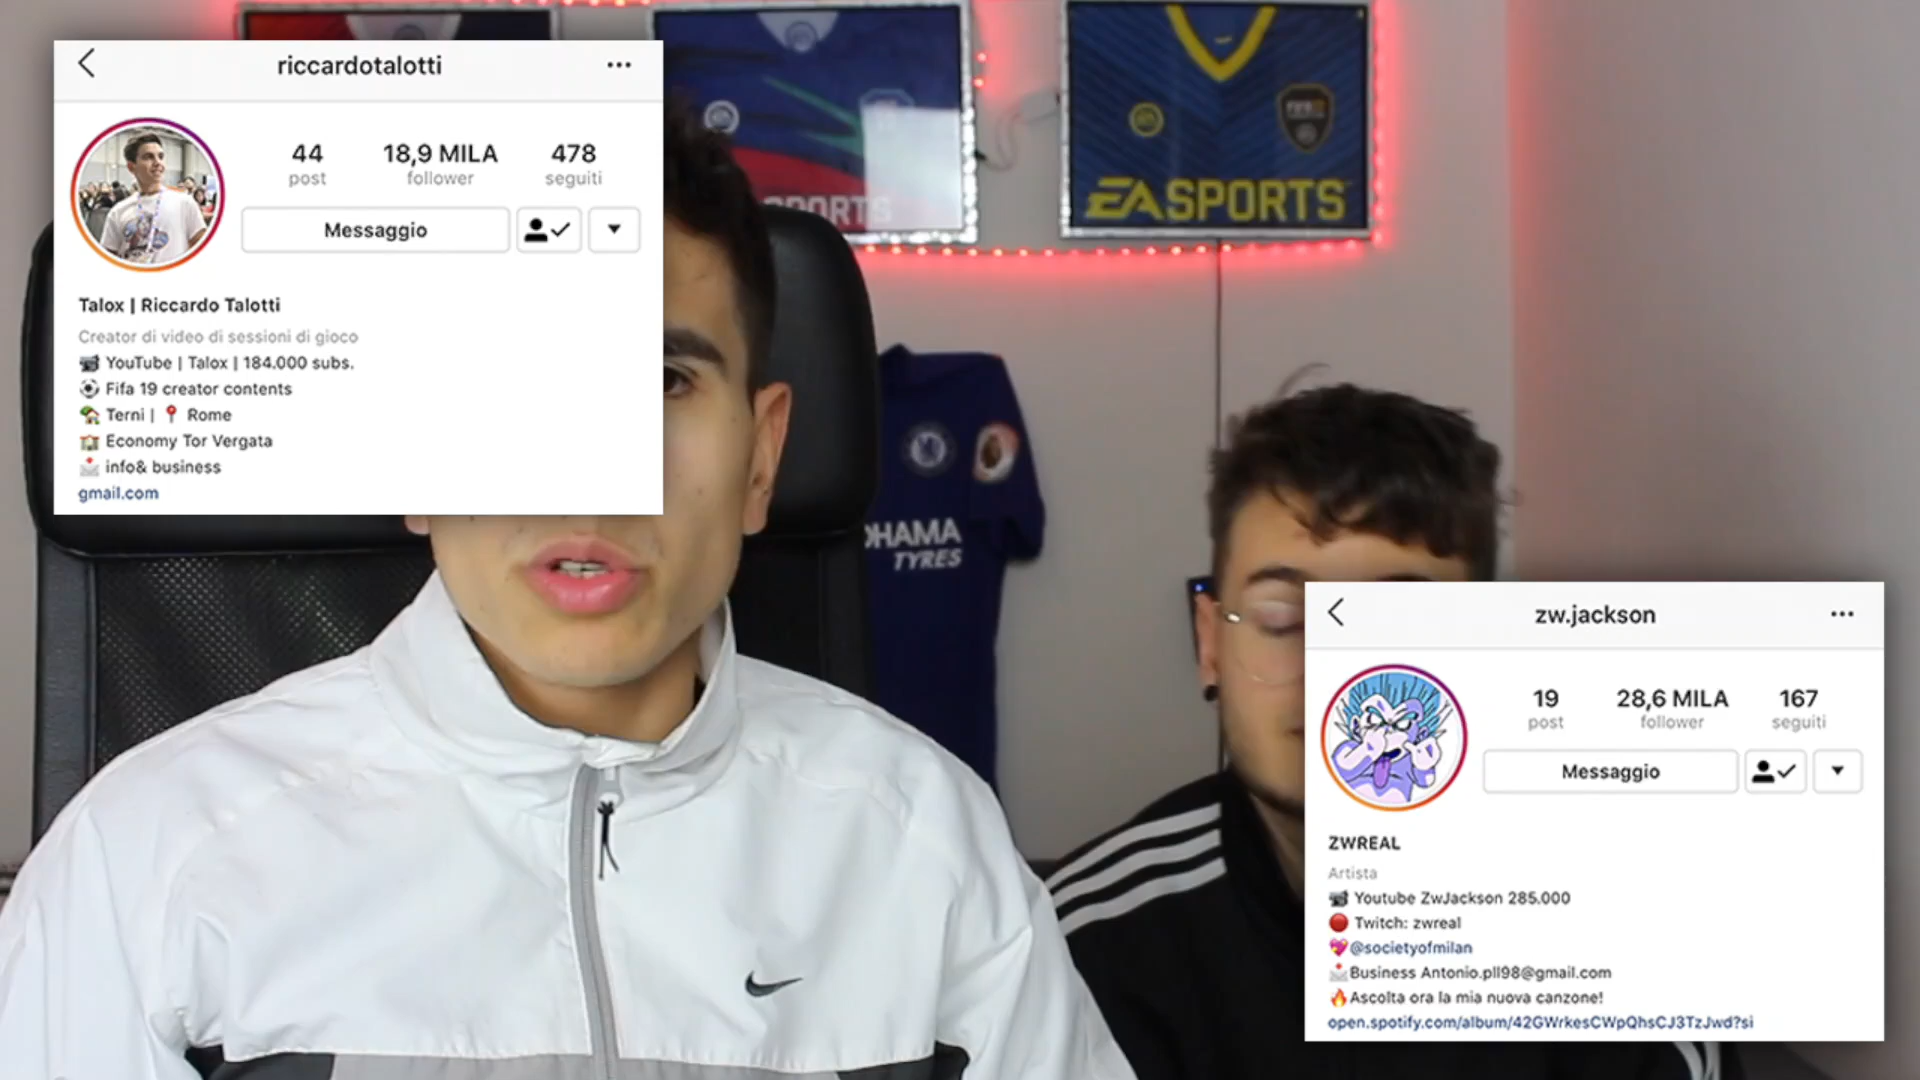 riccardotalotti
44
18,9 MILA
478
post
follower
seguiti
Messaggio
Talox | Riccardo Talotti
Creator di video di sessioni di gioco
YouTube | Talox | 184.000 subs.
Fifa 19 creator contents
Terni | Rome
Economy Tor Vergata
info& business
gmail.com
EA SPORTS
TYRES
zw.jackson
19
28,6 MILA
167
post
follower
seguiti
Messaggio
ZWREAL
Artista
Youtube ZwJackson 285.000
Twitch: zwreal
@societyofmilan
Business Antonio.pll98@gmail.com
Ascolta ora la mia nuova canzone!
open.spotify.com/album/42GWrkesCWpQhsCJ3TzJwd?si